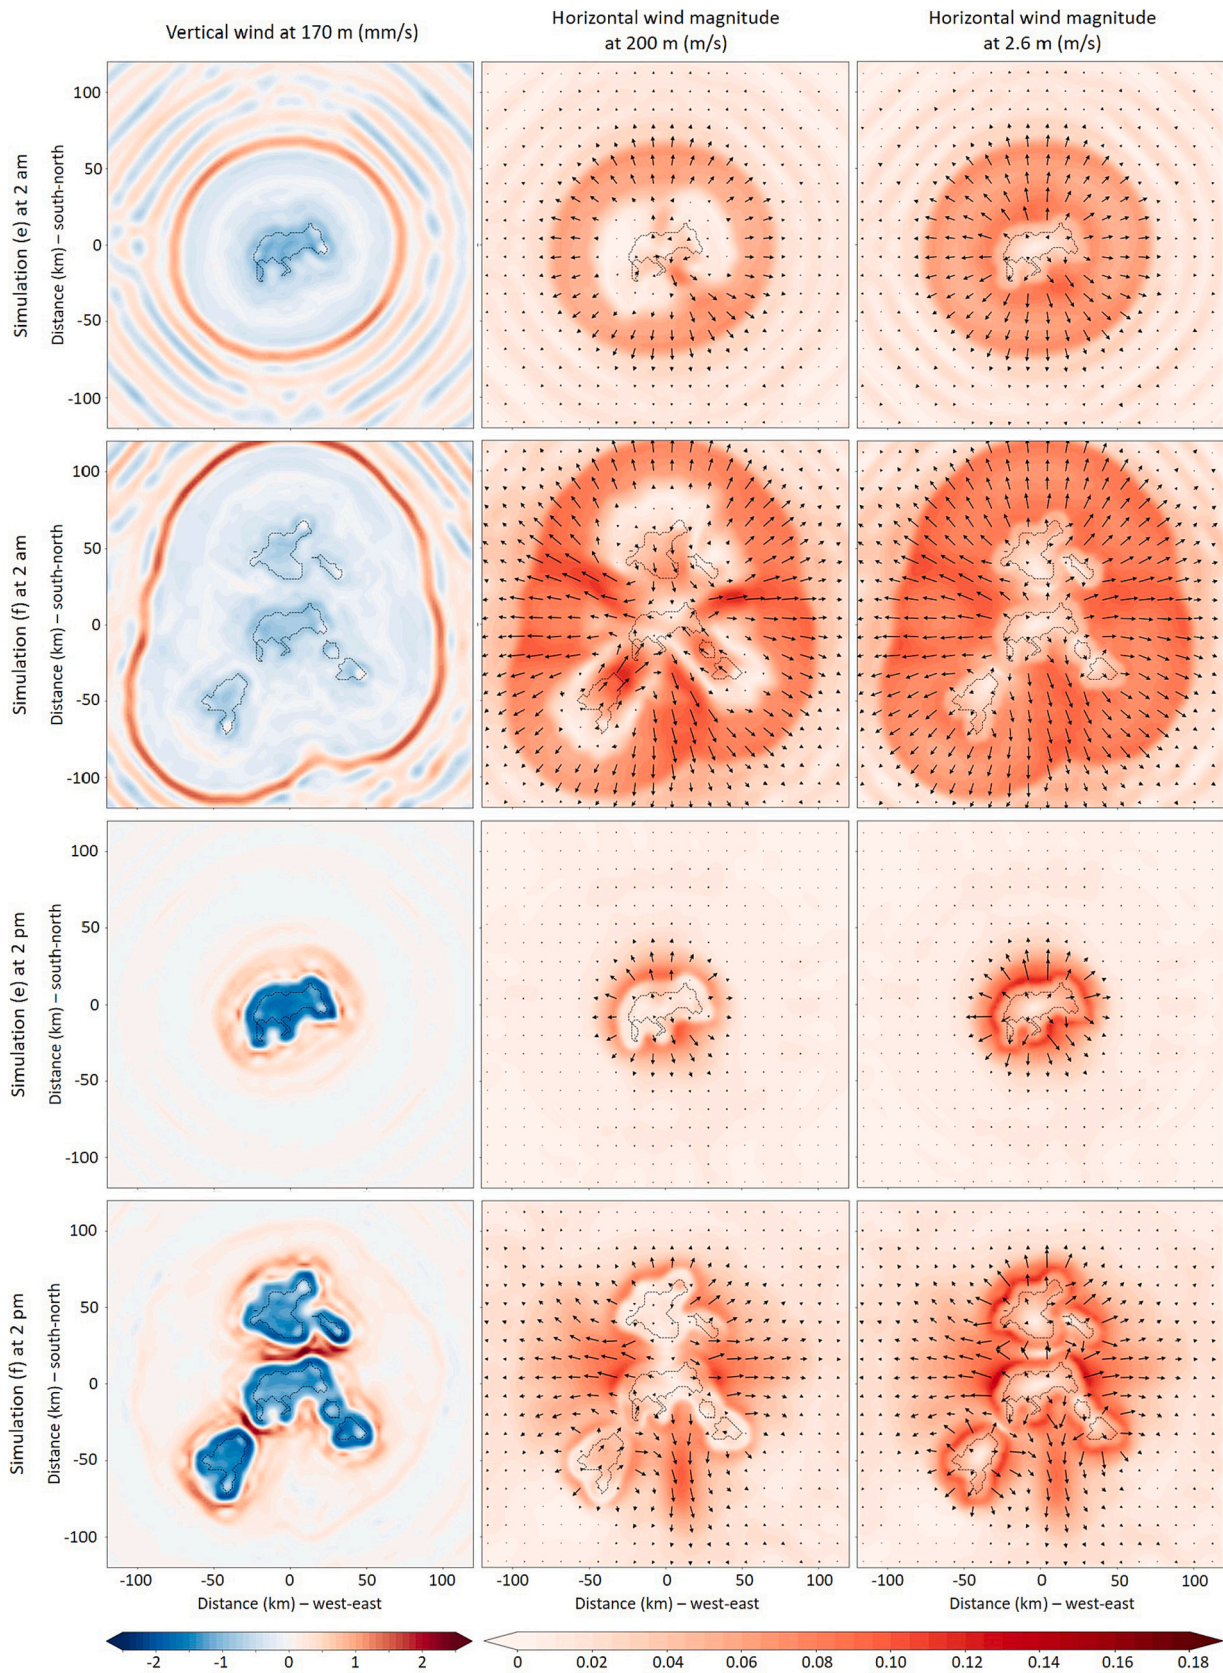 Vertical wind at 170 m (mm/s)
Horizontal wind magnitude
at 200 m (m/s)
Horizontal wind magnitude
at 2.6 m (m/s)
Simulation (e) at 2 am
Distance (km) – south-north
100
50
0
-50
-100
Simulation (f) at 2 am
Distance (km) – south-north
100
50
0
-50
-100
Simulation (e) at 2 pm
Distance (km) – south-north
100
50
0
-50
-100
Simulation (f) at 2 pm
Distance (km) – south-north
100
50
0
-50
-100
-100 -50 0 50 100
-100 -50 0 50 100
-100 -50 0 50 100
Distance (km) – west-east
Distance (km) – west-east
Distance (km) – west-east
-2 -1 0 1 2
0 0.02 0.04 0.06 0.08 0.10 0.12 0.14 0.16 0.18